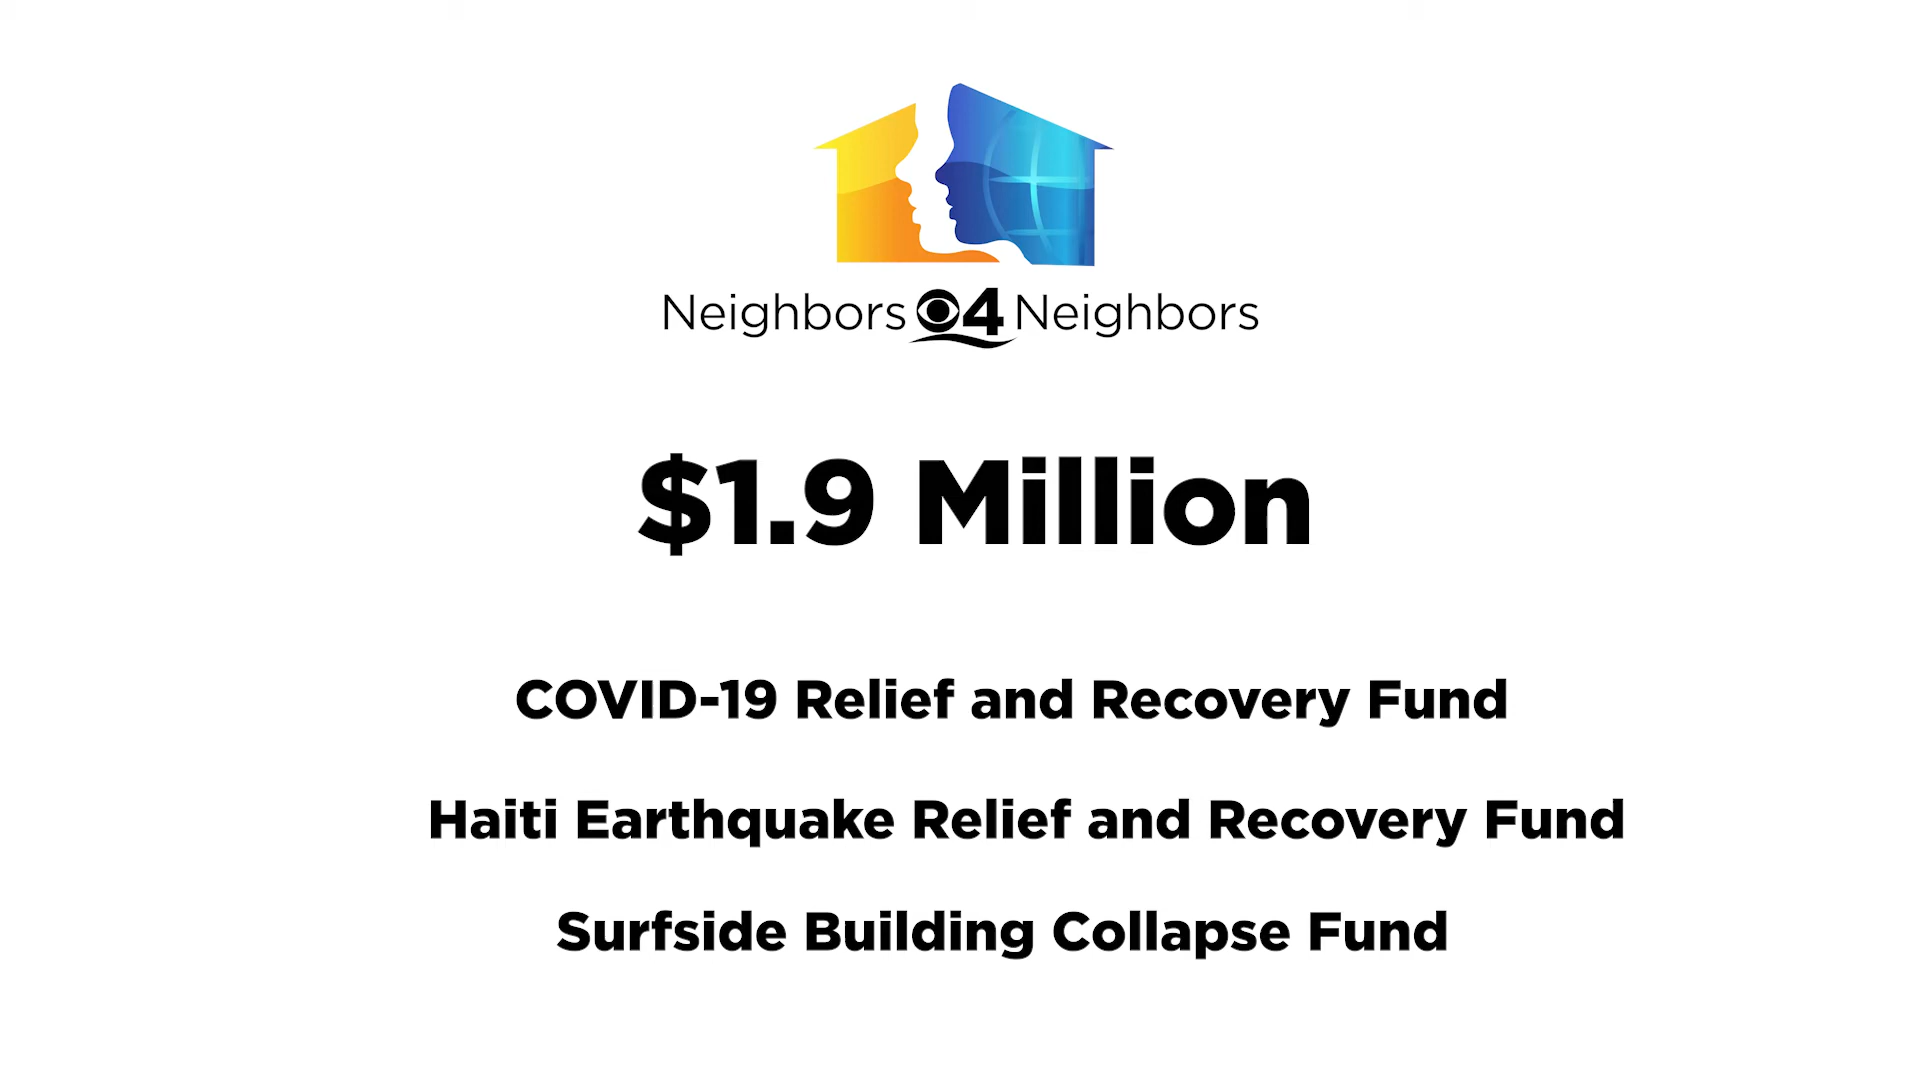 Neighbors 4 Neighbors
$1.9 Million
COVID-19 Relief and Recovery Fund
Haiti Earthquake Relief and Recovery Fund
Surfside Building Collapse Fund